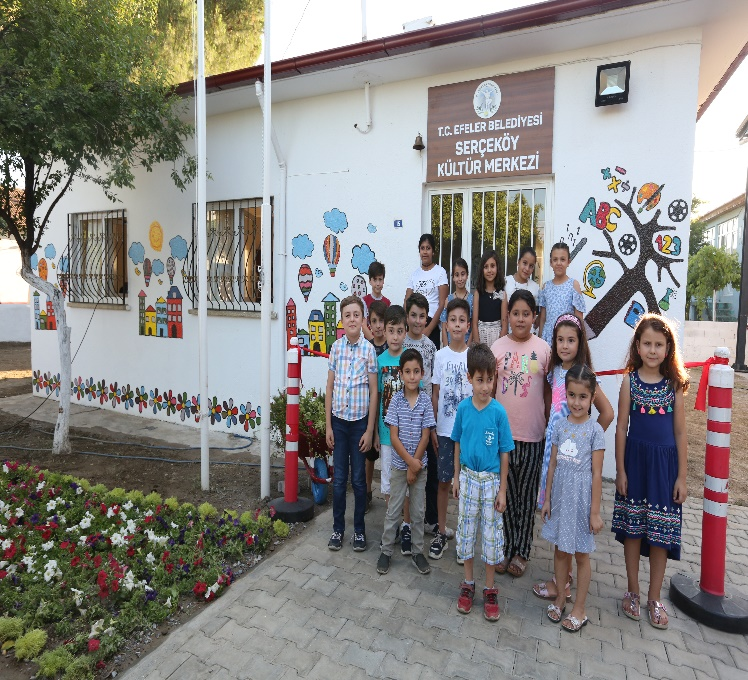 T.C. EFELER BELEDİYESİ
SERÇEKÖY
KÜLTÜR MERKEZİ
ABC
123